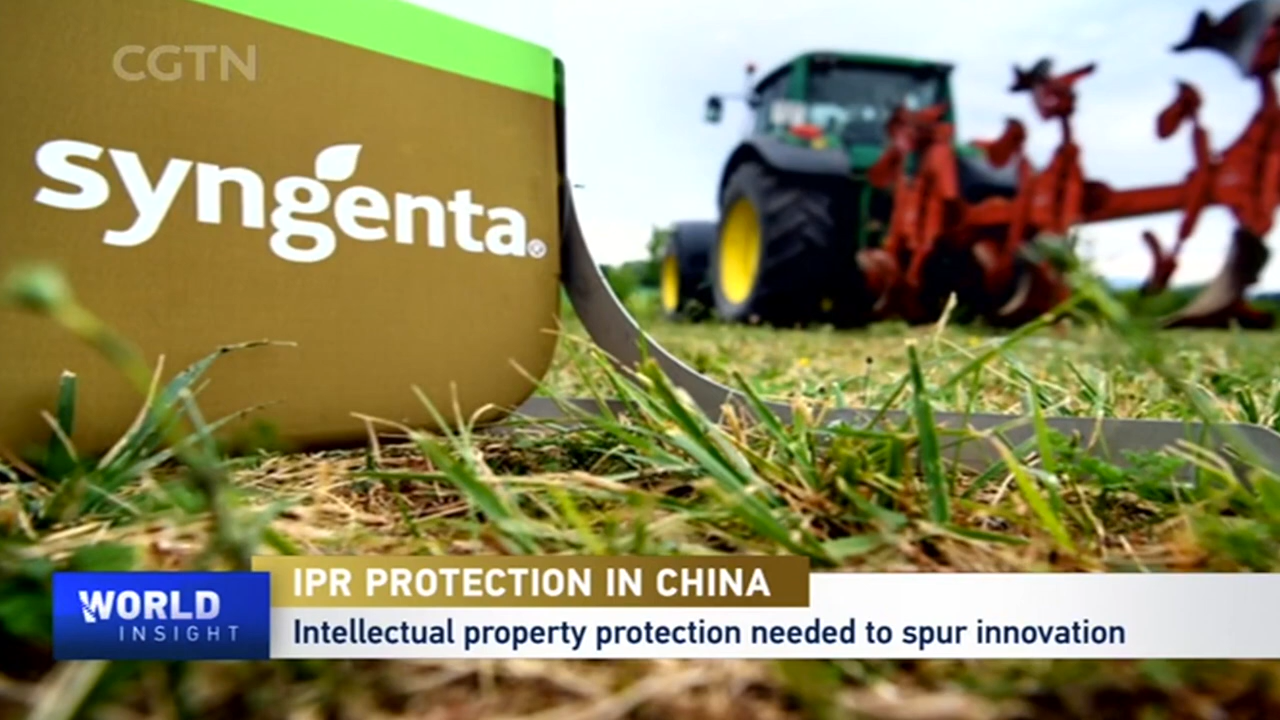 CGTN
syngenta®
IPR PROTECTION IN CHINA
WORLD
INSIGHT
Intellectual property protection needed to spur innovation